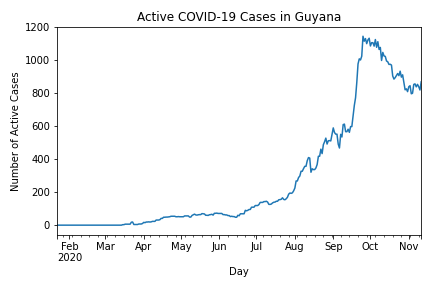 Active COVID-19 Cases in Guyana
1200
1000
800
600
400
200
0
Number of Active Cases
Feb Mar Apr May Jun Jul Aug Sep Oct Nov
2020
Day